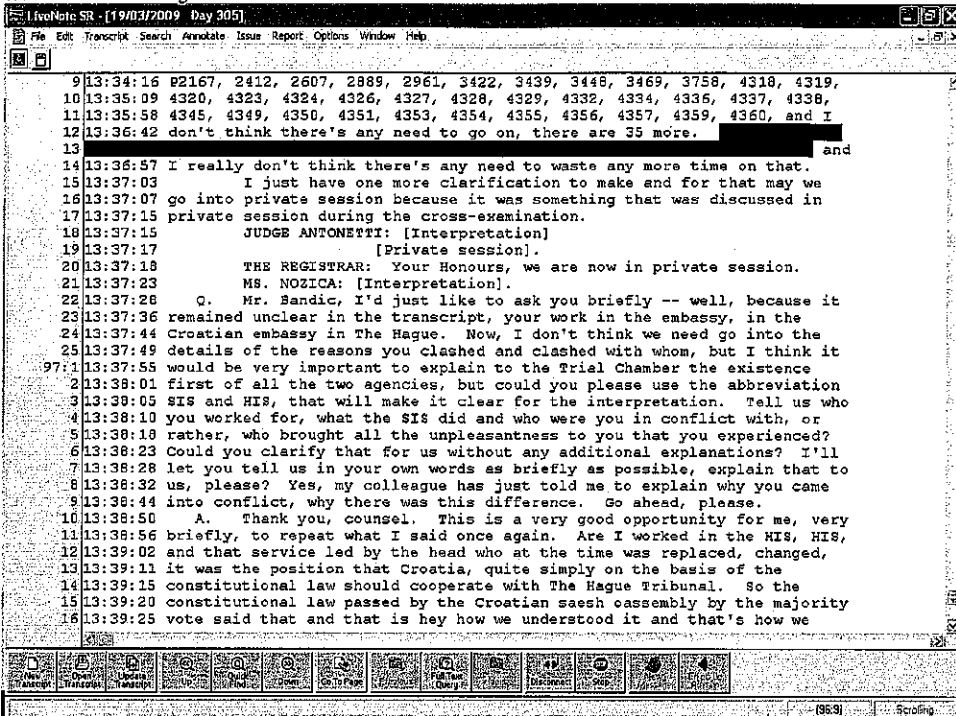 LiveNote SR - [19/03/2009 Day 305]
File Edit Transcript Search Annotate Issue Report Options Window Help
9 13:34:16 P2167, 2412, 2607, 2889, 2961, 3422, 3439, 3448, 3469, 3758, 4318, 4319,
10 13:35:09 4320, 4323, 4324, 4326, 4327, 4328, 4329, 4332, 4334, 4336, 4337, 4338,
11 13:35:58 4345, 4349, 4350, 4351, 4353, 4354, 4355, 4356, 4357, 4359, 4360, and I
12 13:36:42 don't think there's any need to go on, there are 35 more.
13 and
14 13:36:57 I really don't think there's any need to waste any more time on that.
15 13:37:03 I just have one more clarification to make and for that may we
16 13:37:07 go into private session because it was something that was discussed in
17 13:37:15 private session during the cross-examination.
18 13:37:15 JUDGE ANTONETTI: [Interpretation]
19 13:37:17 [Private session].
20 13:37:18 THE REGISTRAR: Your Honours, we are now in private session.
21 13:37:23 MS. NOZICA: [Interpretation].
22 13:37:28 Q. Mr. Bandic, I'd just like to ask you briefly -- well, because it
23 13:37:36 remained unclear in the transcript, your work in the embassy, in the
24 13:37:44 Croatian embassy in The Hague. Now, I don't think we need go into the
25 13:37:49 details of the reasons you clashed and clashed with whom, but I think it
97:1 13:37:55 would be very important to explain to the Trial Chamber the existence
2 13:38:01 first of all the two agencies, but could you please use the abbreviation
3 13:38:05 SIS and HIS, that will make it clear for the interpretation. Tell us who
4 13:38:10 you worked for, what the SIS did and who were you in conflict with, or
5 13:38:18 rather, who brought all the unpleasantness to you that you experienced?
6 13:38:23 Could you clarify that for us without any additional explanations? I'll
7 13:38:28 let you tell us in your own words as briefly as possible, explain that to
8 13:38:32 us, please? Yes, my colleague has just told me to explain why you came
9 13:38:44 into conflict, why there was this difference. Go ahead, please.
10 13:38:50 A. Thank you, counsel. This is a very good opportunity for me, very
11 13:38:56 briefly, to repeat what I said once again. Are I worked in the HIS, HIS,
12 13:39:02 and that service led by the head who at the time was replaced, changed,
13 13:39:11 it was the position that Croatia, quite simply on the basis of the
14 13:39:15 constitutional law should cooperate with The Hague Tribunal. So the
15 13:39:20 constitutional law passed by the Croatian saesh oassembly by the majority
16 13:39:25 vote said that and that is hey how we understood it and that's how we
New Transcript Open Transcript Update Transcript Up Quick Find Down Go To Page Full Text Query Disconnect Stop
[96:9] Scrolling